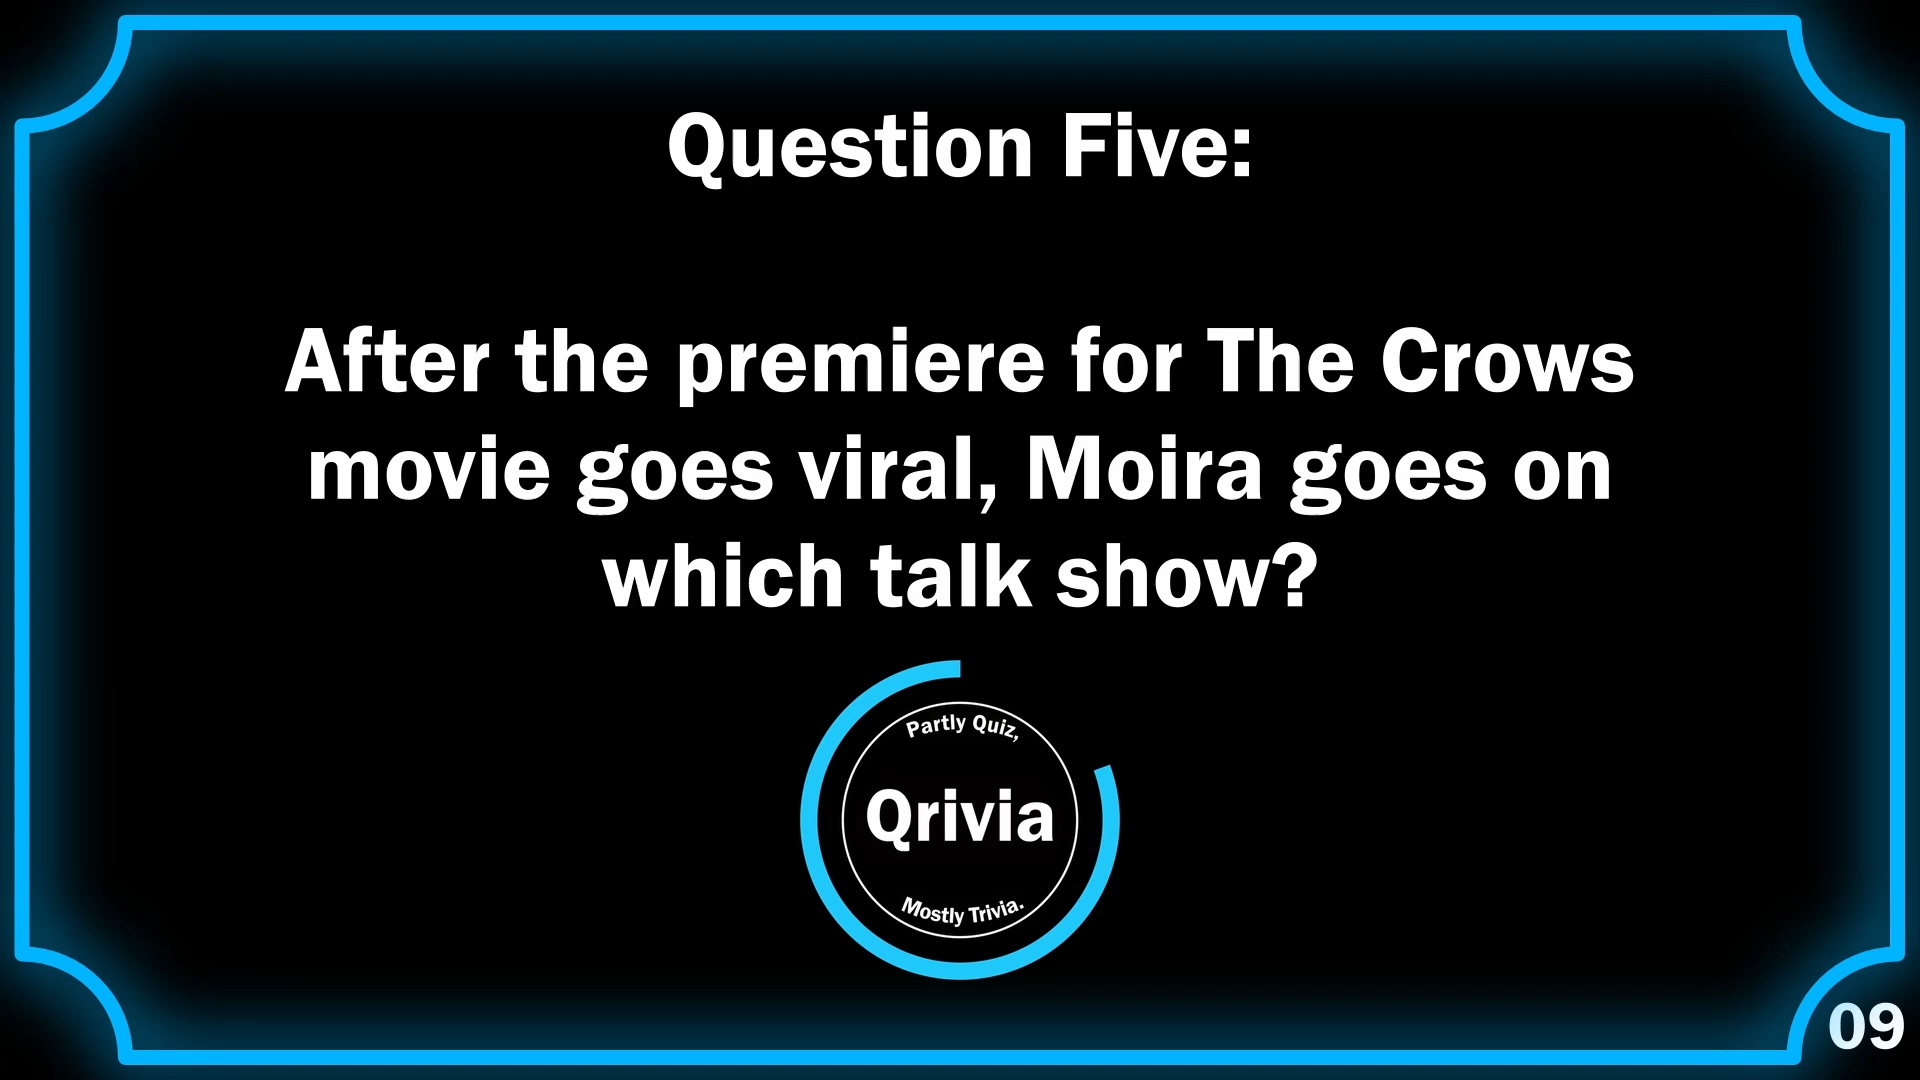 Question Five:
After the premiere for The Crows
movie goes viral, Moira goes on
which talk show?
Partly Quiz,
Qrivia
Mostly Trivia.
09